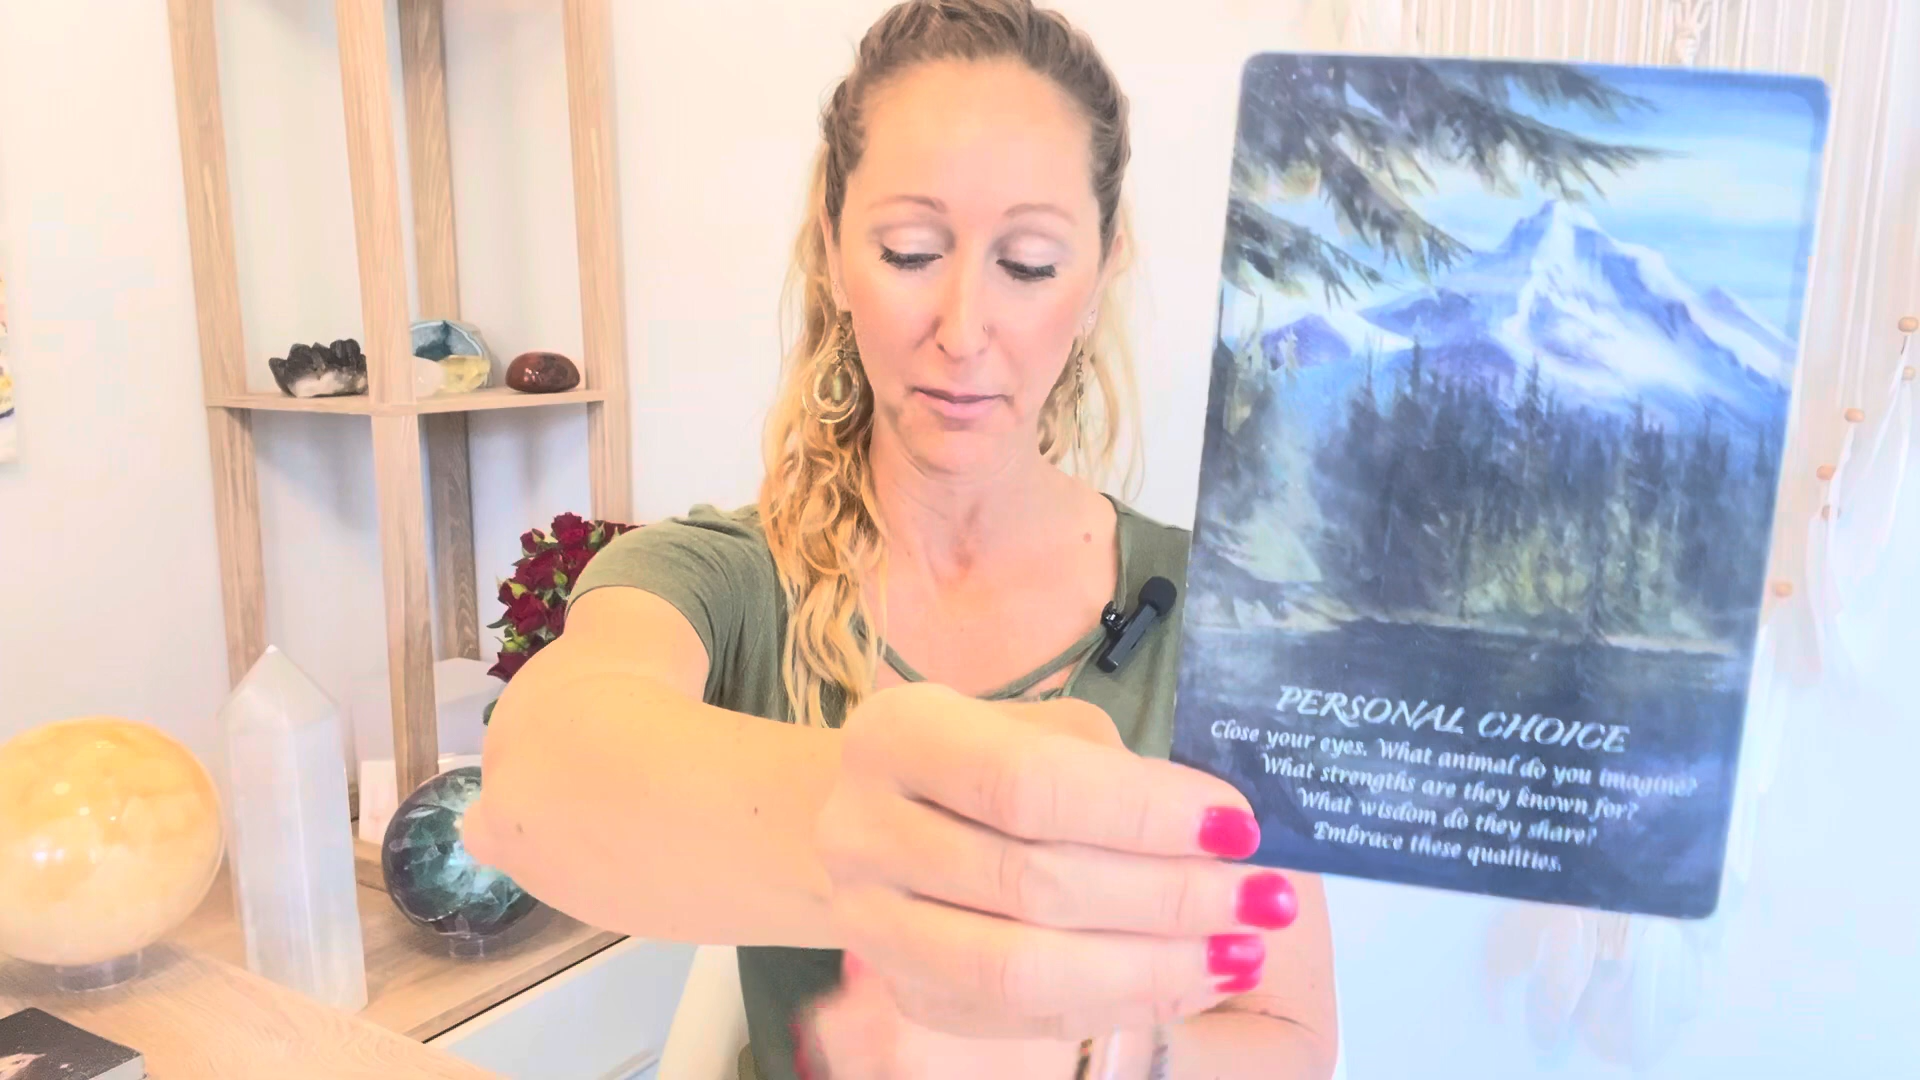 PERSONAL CHOICE
Close your eyes. What animal do you imagine?
What strengths are they known for?
What wisdom do they share?
Embrace these qualities.